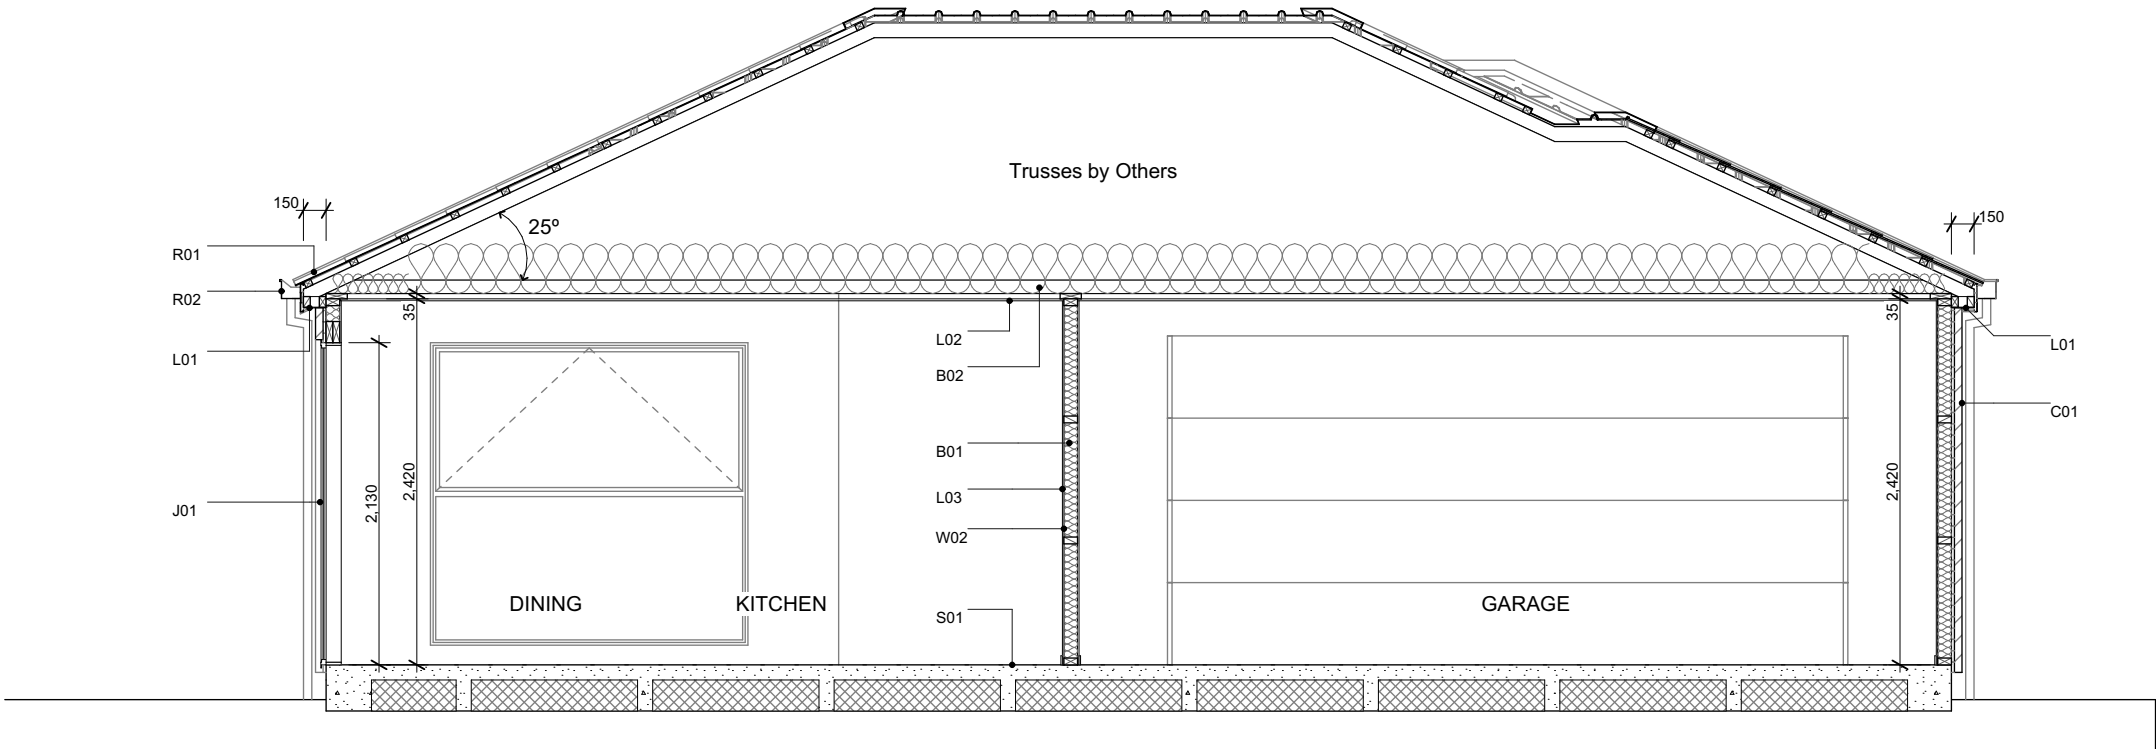 Trusses by Others
150
150
25º
R01
R02
35
35
L02
L01
L01
B02
C01
B01
2,420
2,420
L03
2,130
J01
W02
DINING
KITCHEN
GARAGE
S01